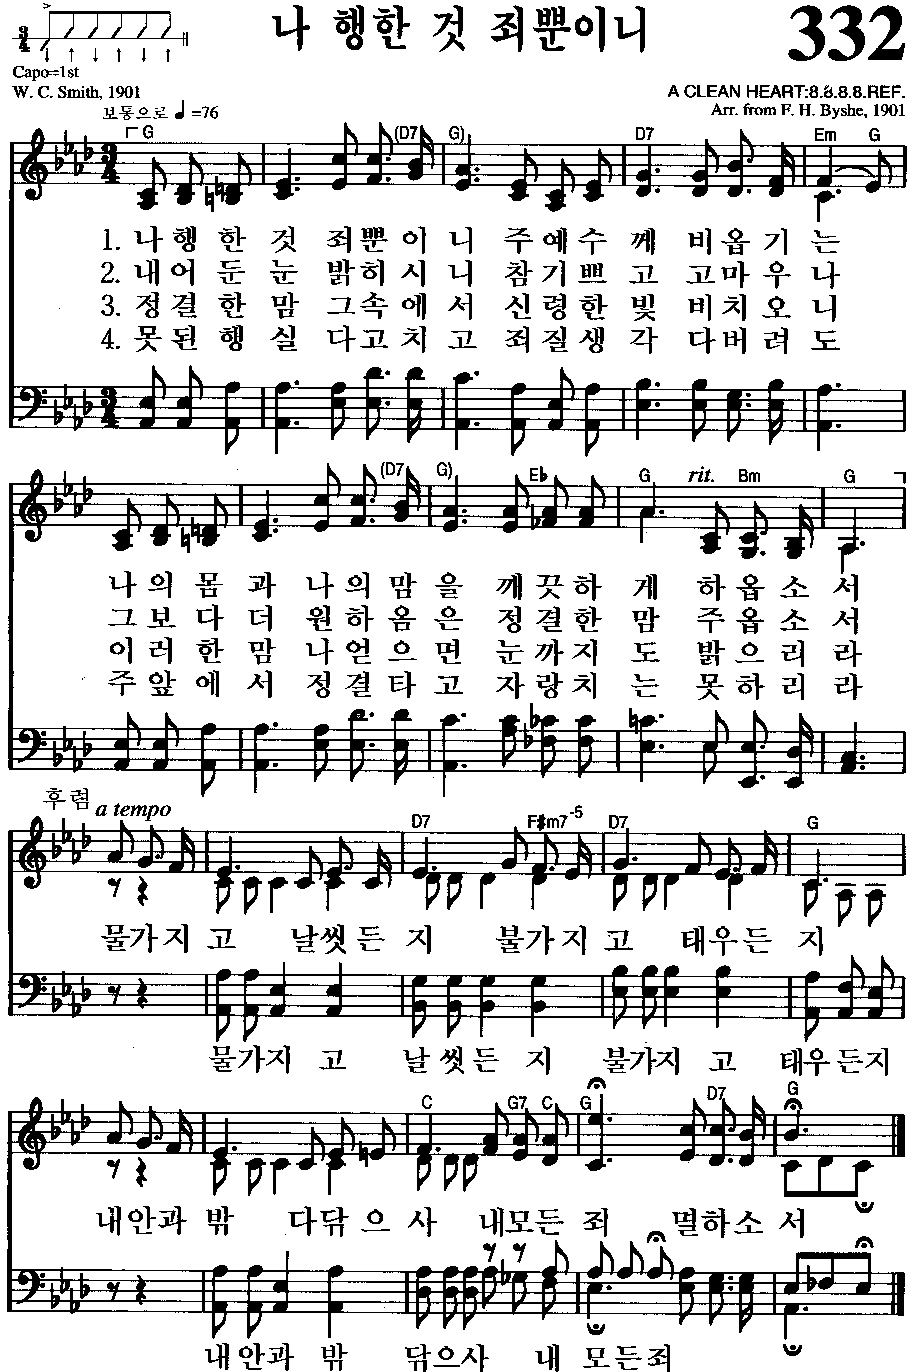 나 행한 것 죄뿐이니 332
3/4
Capo=1st
W. C. Smith, 1901
A CLEAN HEART:8.8.8.8.REF.
보통으로 ♩=76
Arr. from F. H. Byshe, 1901
G (D7 G) D7 Em G
1. 나 행 한 것 죄 뿐 이 니 주 예 수 께 비 옵 기 는
2. 내 어 둔 눈 밝 히 시 니 참 기 쁘 고 고 마 우 나
3. 정 결 한 맘 그 속 에 서 신 령 한 빛 비 치 오 니
4. 못 된 행 실 다 고 치 고 죄 질 생 각 다 버 려 도
(D7 G) E♭ G rit. Bm G
나 의 몸 과 나 의 맘 을 깨 끗 하 게 하 옵 소 서
그 보 다 더 원 하 옴 은 정 결 한 맘 주 옵 소 서
이 러 한 맘 나 얻 으 면 눈 까 지 도 밝 으 리 라
주 앞 에 서 정 결 타 고 자 랑 치 는 못 하 리 라
후렴 a tempo
D7 F#m7-5 D7 G
물가 지 고 날 씻 든 지 불가 지 고 태우 든 지
물가지 고 날 씻 든 지 불가지 고 태우 든지
C G7 C G D7 G
내안과 밖 다닦 으 사 내모든 죄 멸하소 서
내안과 밖 닦으사 내 모든죄